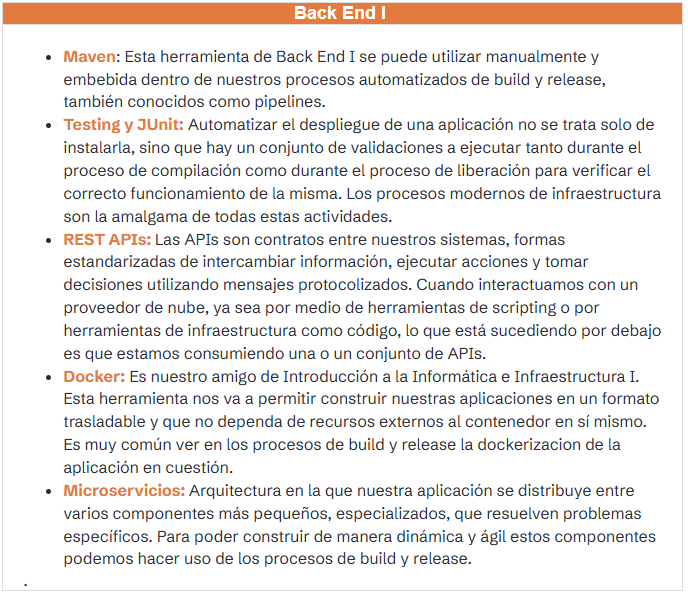 Back End I
• Maven: Esta herramienta de Back End I se puede utilizar manualmente y
embebida dentro de nuestros procesos automatizados de build y release,
también conocidos como pipelines.
• Testing y JUnit: Automatizar el despliegue de una aplicación no se trata solo de
instalarla, sino que hay un conjunto de validaciones a ejecutar tanto durante el
proceso de compilación como durante el proceso de liberación para verificar el
correcto funcionamiento de la misma. Los procesos modernos de infraestructura
son la amalgama de todas estas actividades.
• REST APIs: Las APIs son contratos entre nuestros sistemas, formas
estandarizadas de intercambiar información, ejecutar acciones y tomar
decisiones utilizando mensajes protocolizados. Cuando interactuamos con un
proveedor de nube, ya sea por medio de herramientas de scripting o por
herramientas de infraestructura como código, lo que está sucediendo por debajo
es que estamos consumiendo una o un conjunto de APIs.
• Docker: Es nuestro amigo de Introducción a la Informática e Infraestructura I.
Esta herramienta nos va a permitir construir nuestras aplicaciones en un formato
trasladable y que no dependa de recursos externos al contenedor en sí mismo.
Es muy común ver en los procesos de build y release la dockerizacion de la
aplicación en cuestión.
• Microservicios: Arquitectura en la que nuestra aplicación se distribuye entre
varios componentes más pequeños, especializados, que resuelven problemas
específicos. Para poder construir de manera dinámica y ágil estos componentes
podemos hacer uso de los procesos de build y release.
.